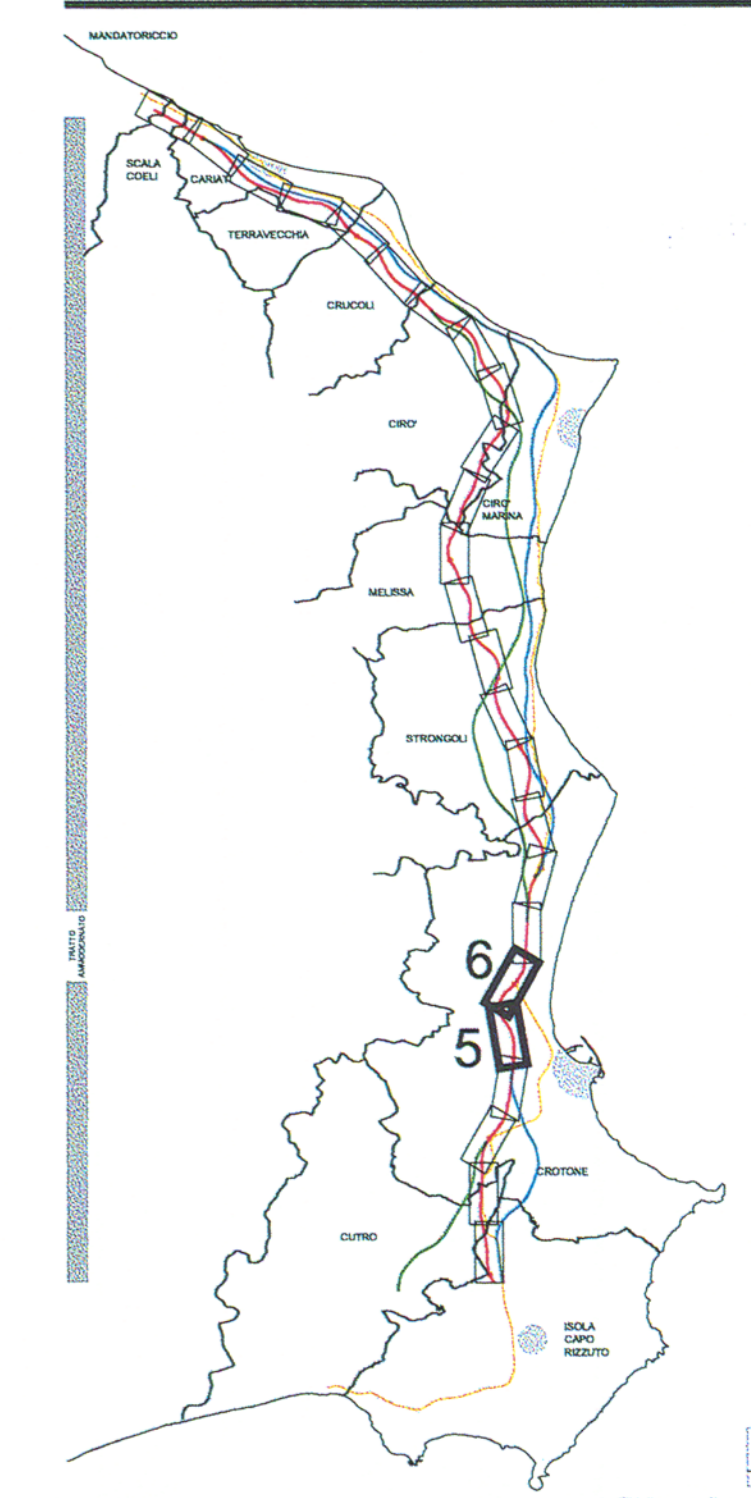 MANDATORICCIO
SCALA
COELI
CARIATI
TERRAVECCHIA
CRUCOLI
CIRO'
CIRO'
MARINA
MELISSA
STRONGOLI
TRATTO
AMMODERNATO
6
5
CROTONE
CUTRO
ISOLA
CAPO
RIZZUTO